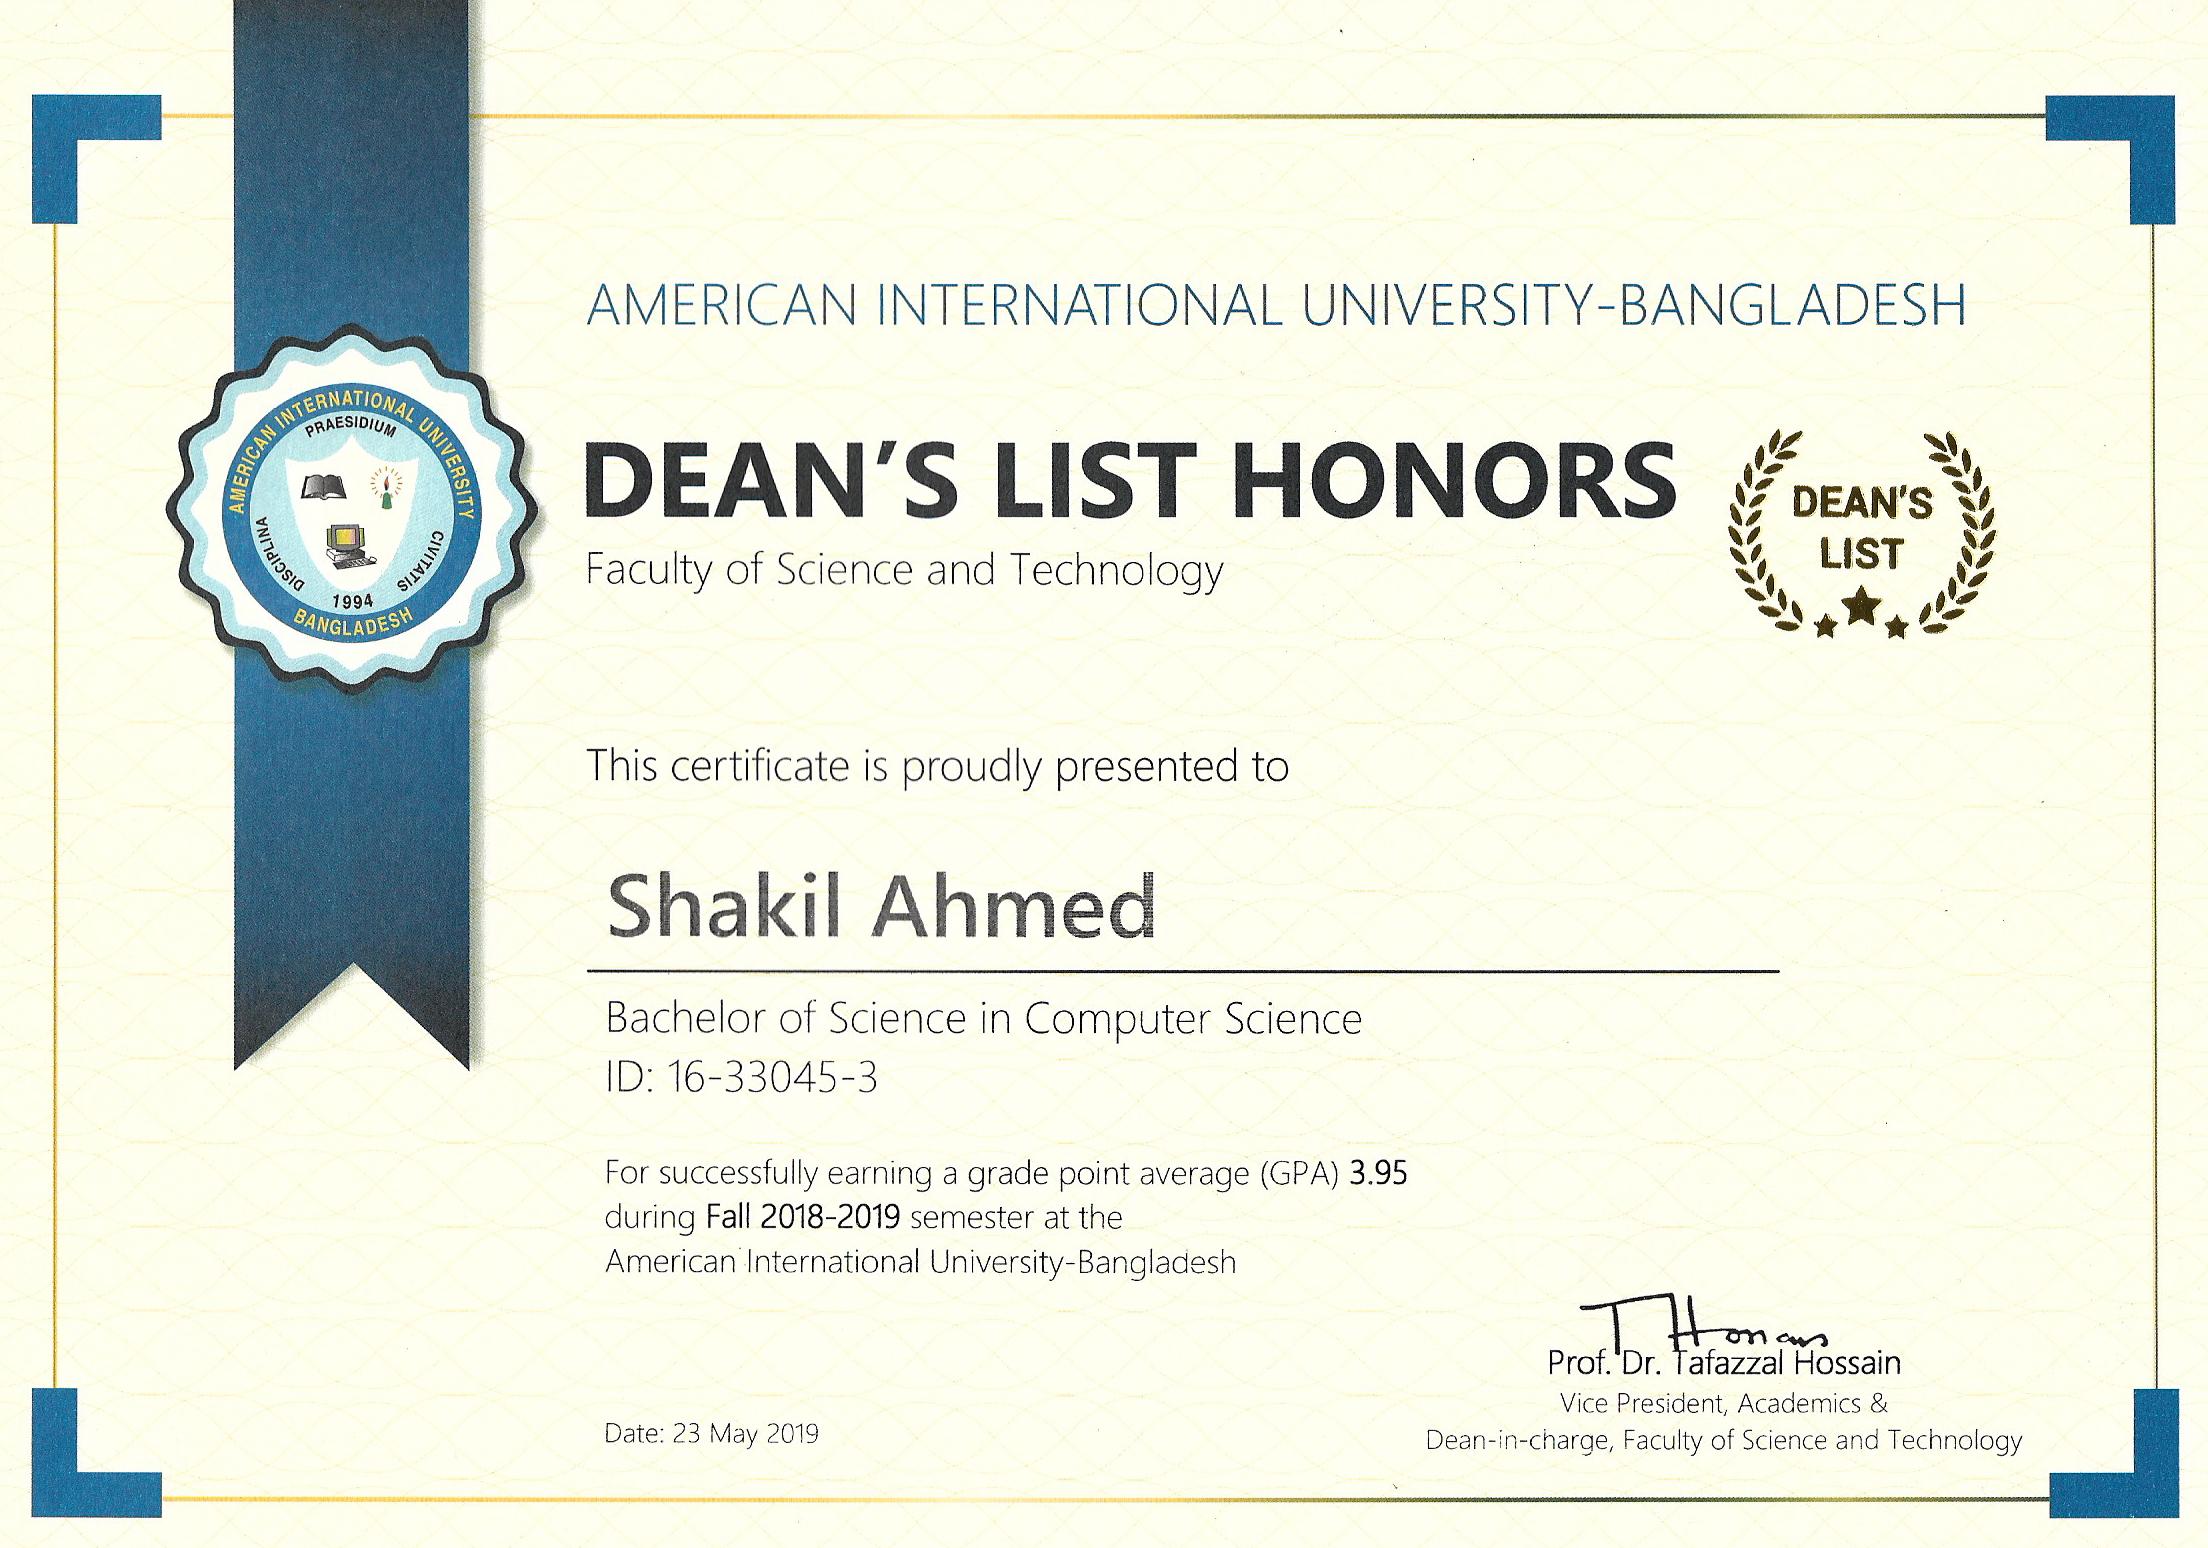 AMERICAN INTERNATIONAL UNIVERSITY-BANGLADESH
AMERICAN INTERNATIONAL UNIVERSITY
PRAESIDIUM
DISCIPLINA
CIVITATIS
1994
BANGLADESH
DEAN'S LIST HONORS
DEAN'S
LIST
Faculty of Science and Technology
This certificate is proudly presented to
Shakil Ahmed
Bachelor of Science in Computer Science
ID: 16-33045-3
For successfully earning a grade point average (GPA) 3.95
during Fall 2018-2019 semester at the
American International University-Bangladesh
Prof. Dr. Tafazzal Hossain
Vice President, Academics &
Dean-in-charge, Faculty of Science and Technology
Date: 23 May 2019